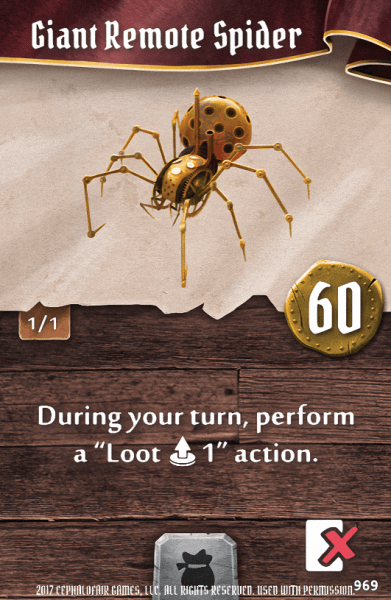 Giant Remote Spider
1/1
60
During your turn, perform
a “Loot 1” action.
2017 CEPHALOFAIR GAMES, LLC. ALL RIGHTS RESERVED. USED WITH PERMISSION.
969